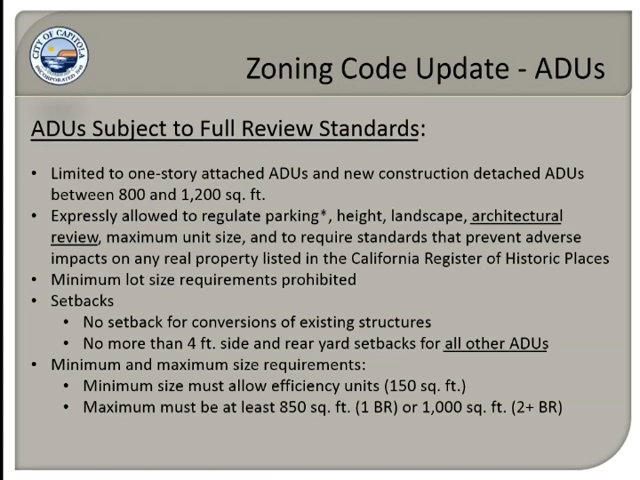 CITY OF CAPITOLA
INCORPORATED 1949
Zoning Code Update - ADUs
ADUs Subject to Full Review Standards:
• Limited to one-story attached ADUs and new construction detached ADUs
between 800 and 1,200 sq. ft.
• Expressly allowed to regulate parking*, height, landscape, architectural
review, maximum unit size, and to require standards that prevent adverse
impacts on any real property listed in the California Register of Historic Places
• Minimum lot size requirements prohibited
• Setbacks
• No setback for conversions of existing structures
• No more than 4 ft. side and rear yard setbacks for all other ADUs
• Minimum and maximum size requirements:
• Minimum size must allow efficiency units (150 sq. ft.)
• Maximum must be at least 850 sq. ft. (1 BR) or 1,000 sq. ft. (2+ BR)